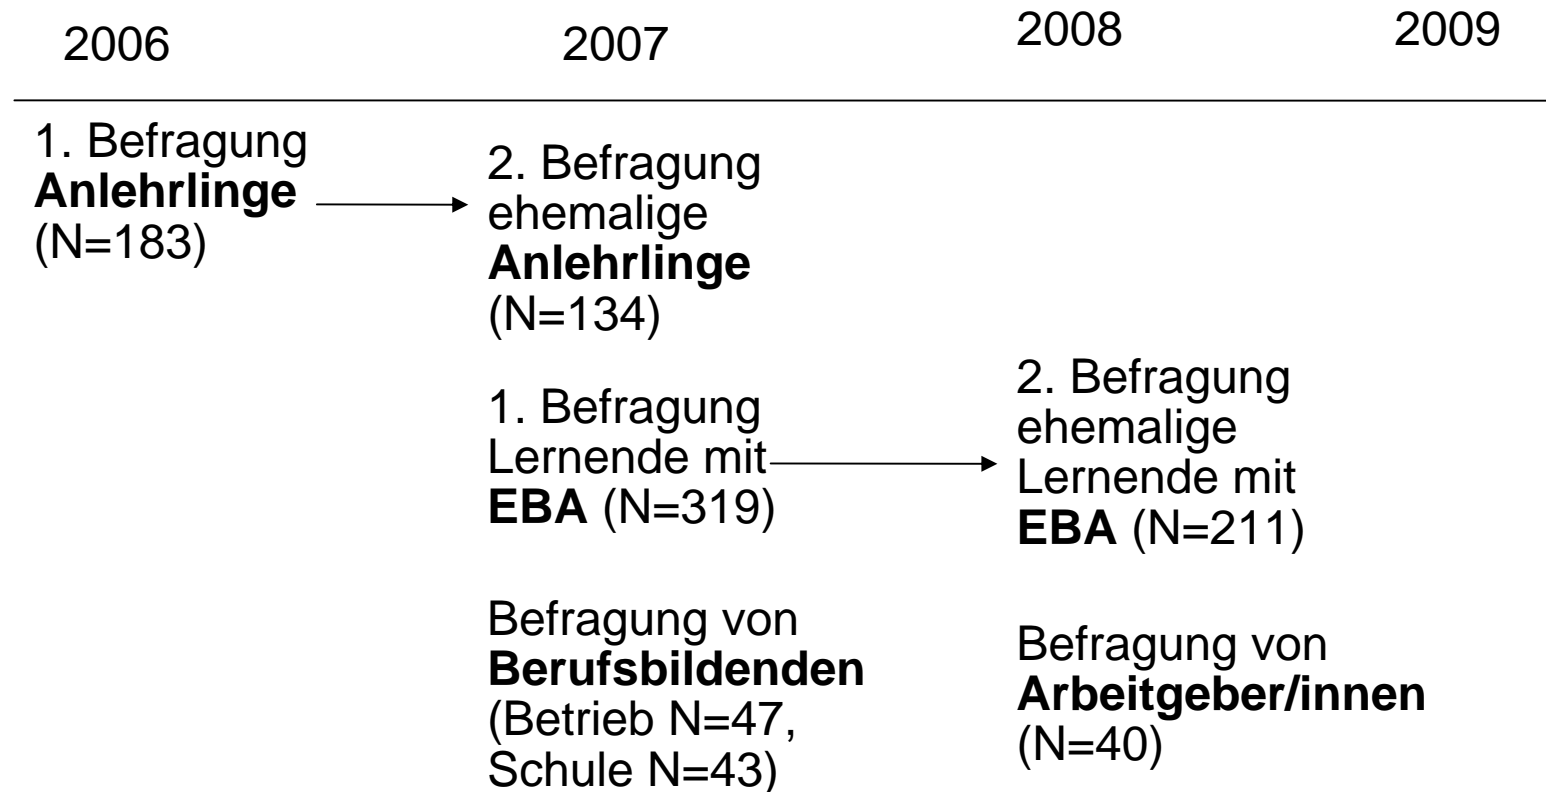 2006 2007 2008 2009
1. Befragung
Anlehrlinge
(N=183)
2. Befragung
ehemalige
Anlehrlinge
(N=134)
1. Befragung
Lernende mit
EBA (N=319)
2. Befragung
ehemalige
Lernende mit
EBA (N=211)
Befragung von
Berufsbildenden
(Betrieb N=47,
Schule N=43)
Befragung von
Arbeitgeber/innen
(N=40)